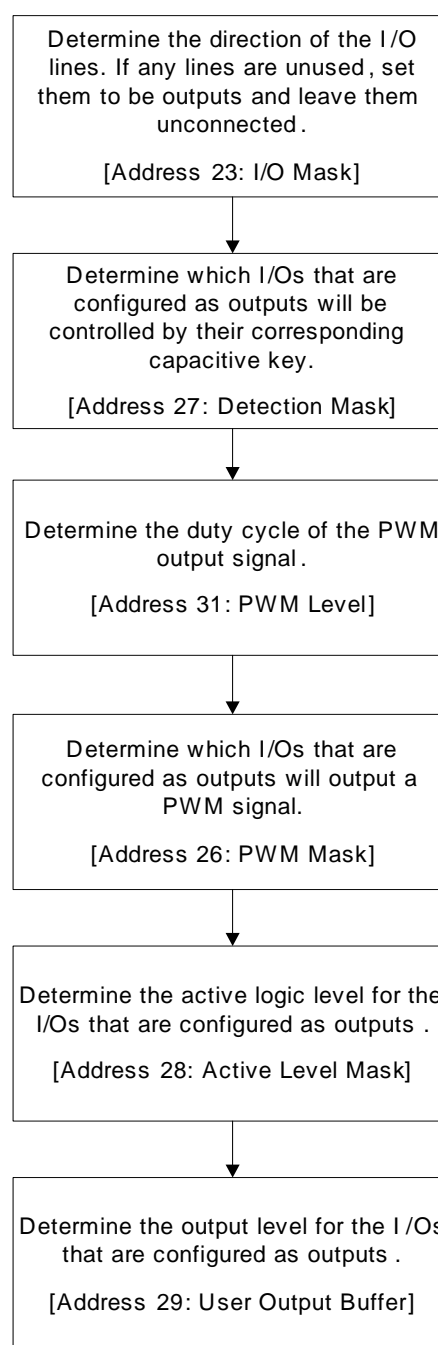 Determine the direction of the I/O
lines. If any lines are unused, set
them to be outputs and leave them
unconnected.
[Address 23: I/O Mask]
Determine which I/Os that are
configured as outputs will be
controlled by their corresponding
capacitive key.
[Address 27: Detection Mask]
Determine the duty cycle of the PWM
output signal.
[Address 31: PWM Level]
Determine which I/Os that are
configured as outputs will output a
PWM signal.
[Address 26: PWM Mask]
Determine the active logic level for the
I/Os that are configured as outputs.
[Address 28: Active Level Mask]
Determine the output level for the I/Os
that are configured as outputs.
[Address 29: User Output Buffer]